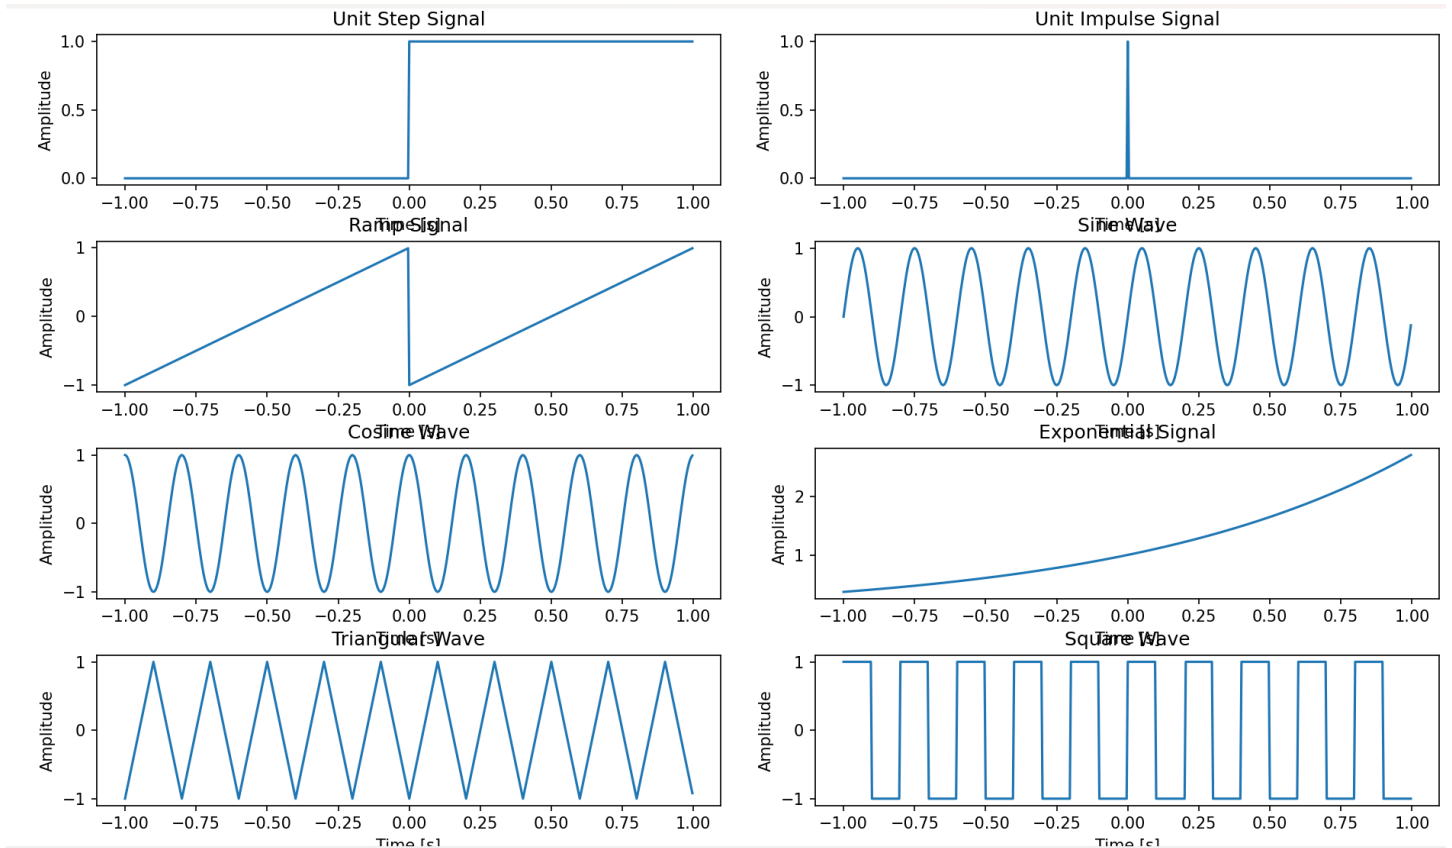 Unit Step Signal
Amplitude
1.0
0.5
0.0
−1.00 −0.75 −0.50 −0.25 0.00 0.25 0.50 0.75 1.00
Time [s]
Unit Impulse Signal
Amplitude
1.0
0.5
0.0
−1.00 −0.75 −0.50 −0.25 0.00 0.25 0.50 0.75 1.00
Time [s]
Ramp Signal
Amplitude
1
0
−1
−1.00 −0.75 −0.50 −0.25 0.00 0.25 0.50 0.75 1.00
Time [s]
Sine Wave
Amplitude
1
0
−1
−1.00 −0.75 −0.50 −0.25 0.00 0.25 0.50 0.75 1.00
Time [s]
Cosine Wave
Amplitude
1
0
−1
−1.00 −0.75 −0.50 −0.25 0.00 0.25 0.50 0.75 1.00
Time [s]
Exponential Signal
Amplitude
2
1
−1.00 −0.75 −0.50 −0.25 0.00 0.25 0.50 0.75 1.00
Time [s]
Triangular Wave
Amplitude
1
0
−1
−1.00 −0.75 −0.50 −0.25 0.00 0.25 0.50 0.75 1.00
Time [s]
Square Wave
Amplitude
1
0
−1
−1.00 −0.75 −0.50 −0.25 0.00 0.25 0.50 0.75 1.00
Time [s]